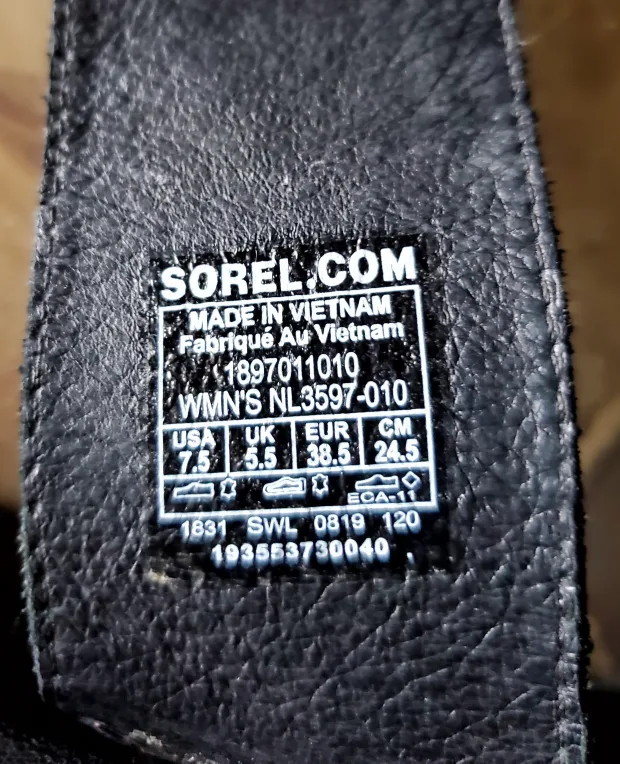 SOREL.COM
MADE IN VIETNAM
Fabriqué Au Vietnam
1897011010
WMN'S NL3597-010
USA UK EUR CM
7.5 5.5 38.5 24.5
ECA-11
1831 SWL 0819 120
193553730040